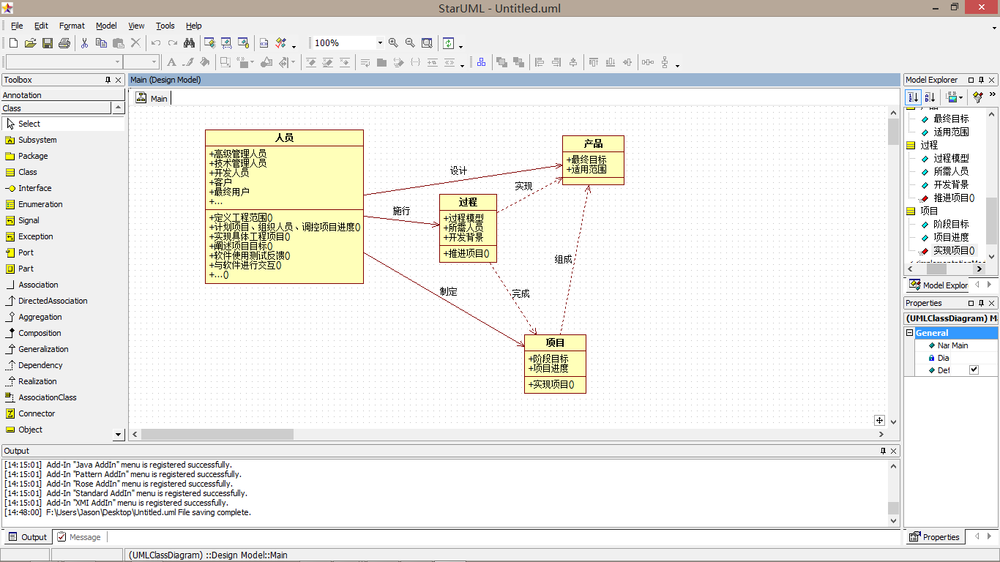 StarUML - Untitled.uml
File Edit Format Model View Tools Help
100%
Toolbox
Annotation
Class
Select
Subsystem
Package
Class
Interface
Enumeration
Signal
Exception
Port
Part
Association
DirectedAssociation
Aggregation
Composition
Generalization
Dependency
Realization
AssociationClass
Connector
Object
Main (Design Model)
Main
人员
+高级管理人员
+技术管理人员
+开发人员
+客户
+最终用户
+...
+定义工程范围()
+计划项目、组织人员、调控项目进度()
+实现具体工程项目()
+阐述项目目标()
+软件使用测试反馈()
+与软件进行交互()
+...()
设计
施行
制定
实现
完成
组成
产品
+最终目标
+适用范围
过程
+过程模型
+所需人员
+开发背景
+推进项目()
项目
+阶段目标
+项目进度
+实现项目()
Model Explorer
最终目标
适用范围
过程
过程模型
所需人员
开发背景
推进项目()
项目
阶段目标
项目进度
实现项目()
Model Explor
Properties
(UMLClassDiagram) M
General
Nar Main
Dia
Def
Properties
Output
[14:15:01] Add-In "Java AddIn" menu is registered successfully.
[14:15:01] Add-In "Pattern AddIn" menu is registered successfully.
[14:15:01] Add-In "Rose AddIn" menu is registered successfully.
[14:15:01] Add-In "Standard AddIn" menu is registered successfully.
[14:15:01] Add-In "XMI AddIn" menu is registered successfully.
[14:48:00] F:\Users\Jason\Desktop\Untitled.uml File saving complete.
Output Message
(UMLClassDiagram) ::Design Model::Main